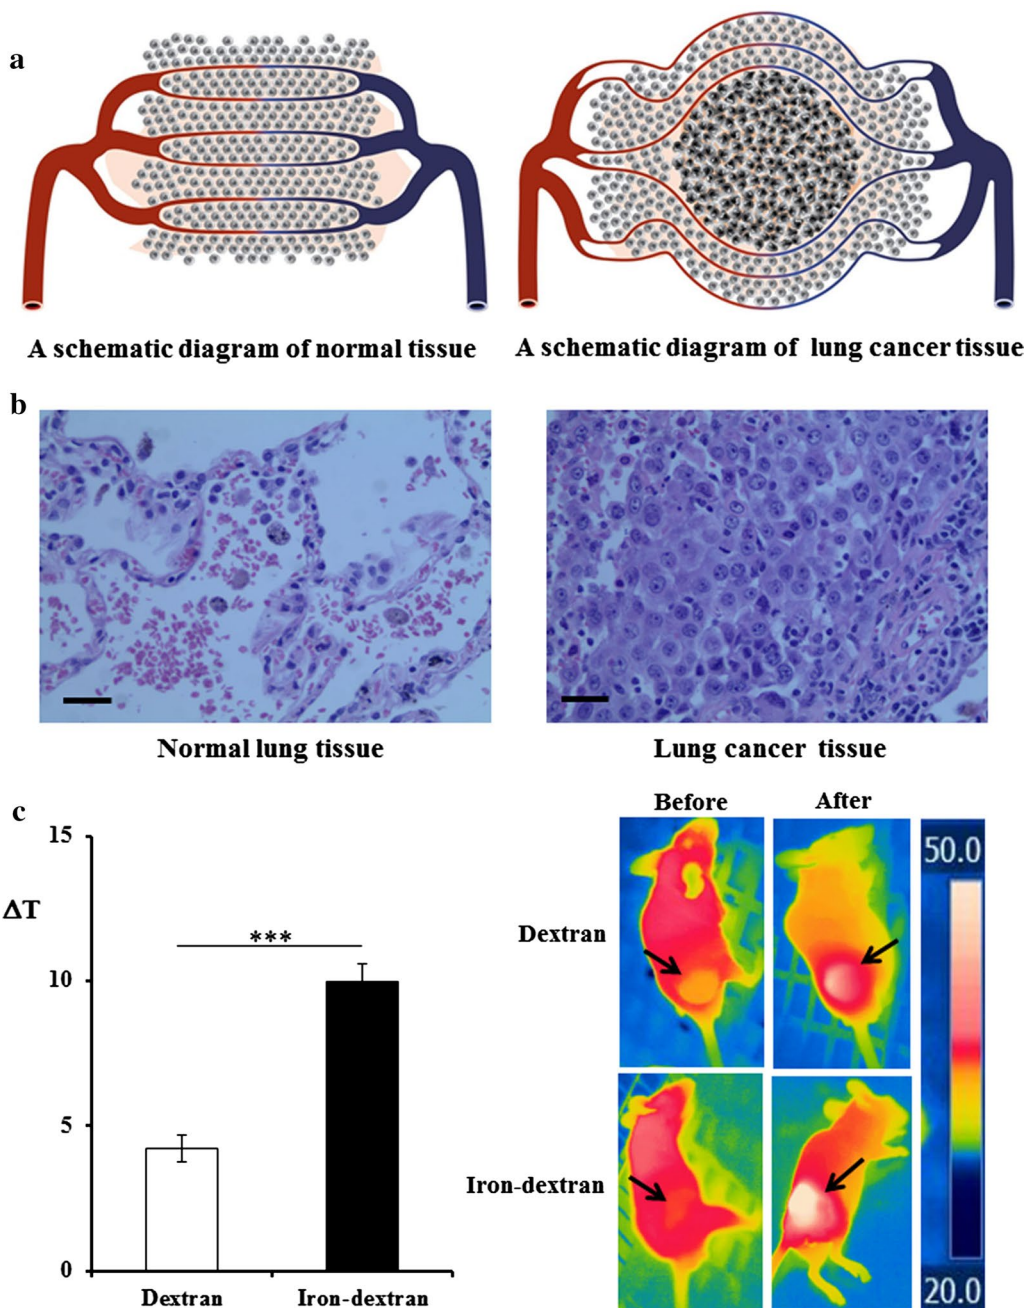 a
A schematic diagram of normal tissue
A schematic diagram of lung cancer tissue
b
Normal lung tissue
Lung cancer tissue
c
15
ΔT
10
5
0
***
Dextran
Iron-dextran
Before
After
Dextran
Iron-dextran
50.0
20.0